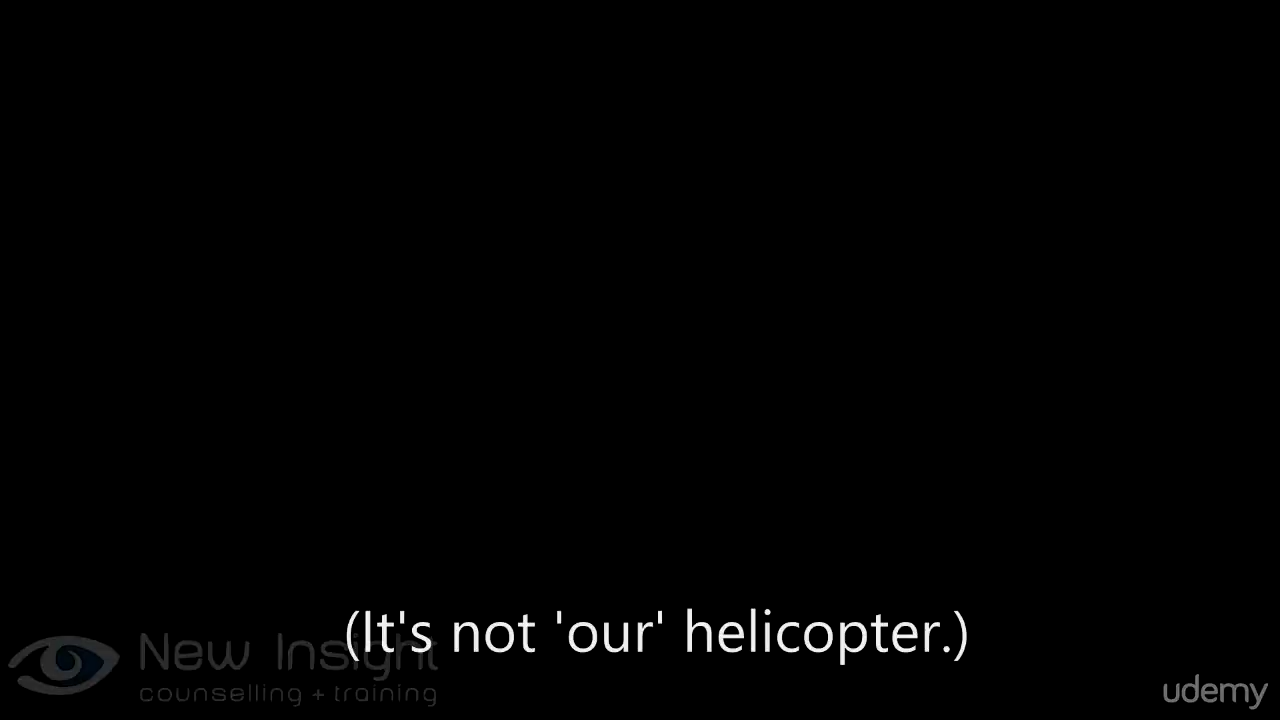 (It's not 'our' helicopter.)
New Insight
counselling + training
udemy